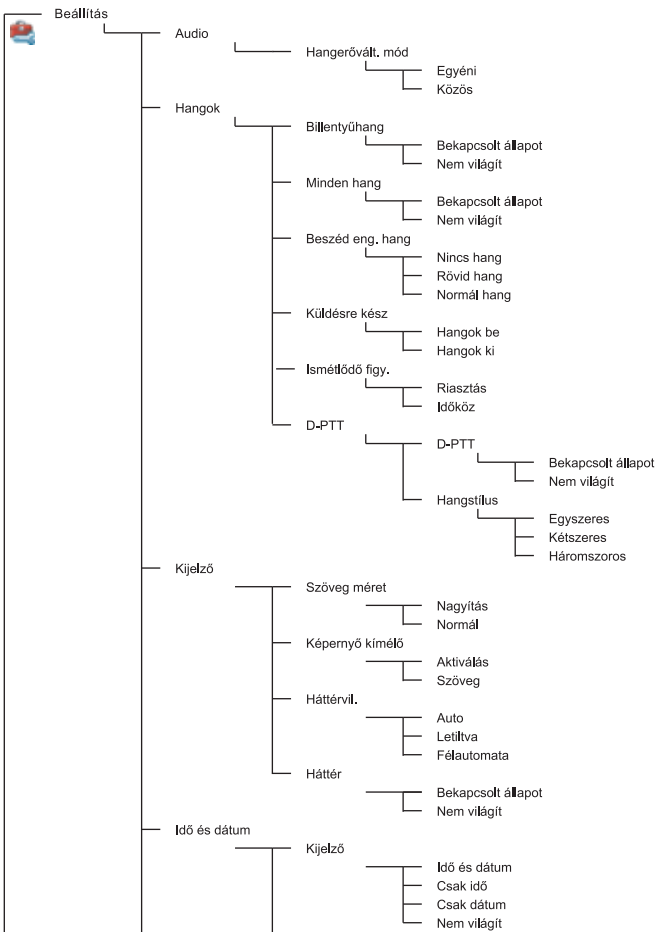 Beállítás
Audio
Hangerővált. mód
Egyéni
Közös
Hangok
Billentyűhang
Bekapcsolt állapot
Nem világít
Minden hang
Bekapcsolt állapot
Nem világít
Beszéd eng. hang
Nincs hang
Rövid hang
Normál hang
Küldésre kész
Hangok be
Hangok ki
Ismétlődő figy.
Riasztás
Időköz
D-PTT
D-PTT
Bekapcsolt állapot
Nem világít
Hangstílus
Egyszeres
Kétszeres
Háromszoros
Kijelző
Szöveg méret
Nagyítás
Normál
Képernyő kímélő
Aktiválás
Szöveg
Háttérvil.
Auto
Letiltva
Félautomata
Háttér
Bekapcsolt állapot
Nem világít
Idő és dátum
Kijelző
Idő és dátum
Csak idő
Csak dátum
Nem világít